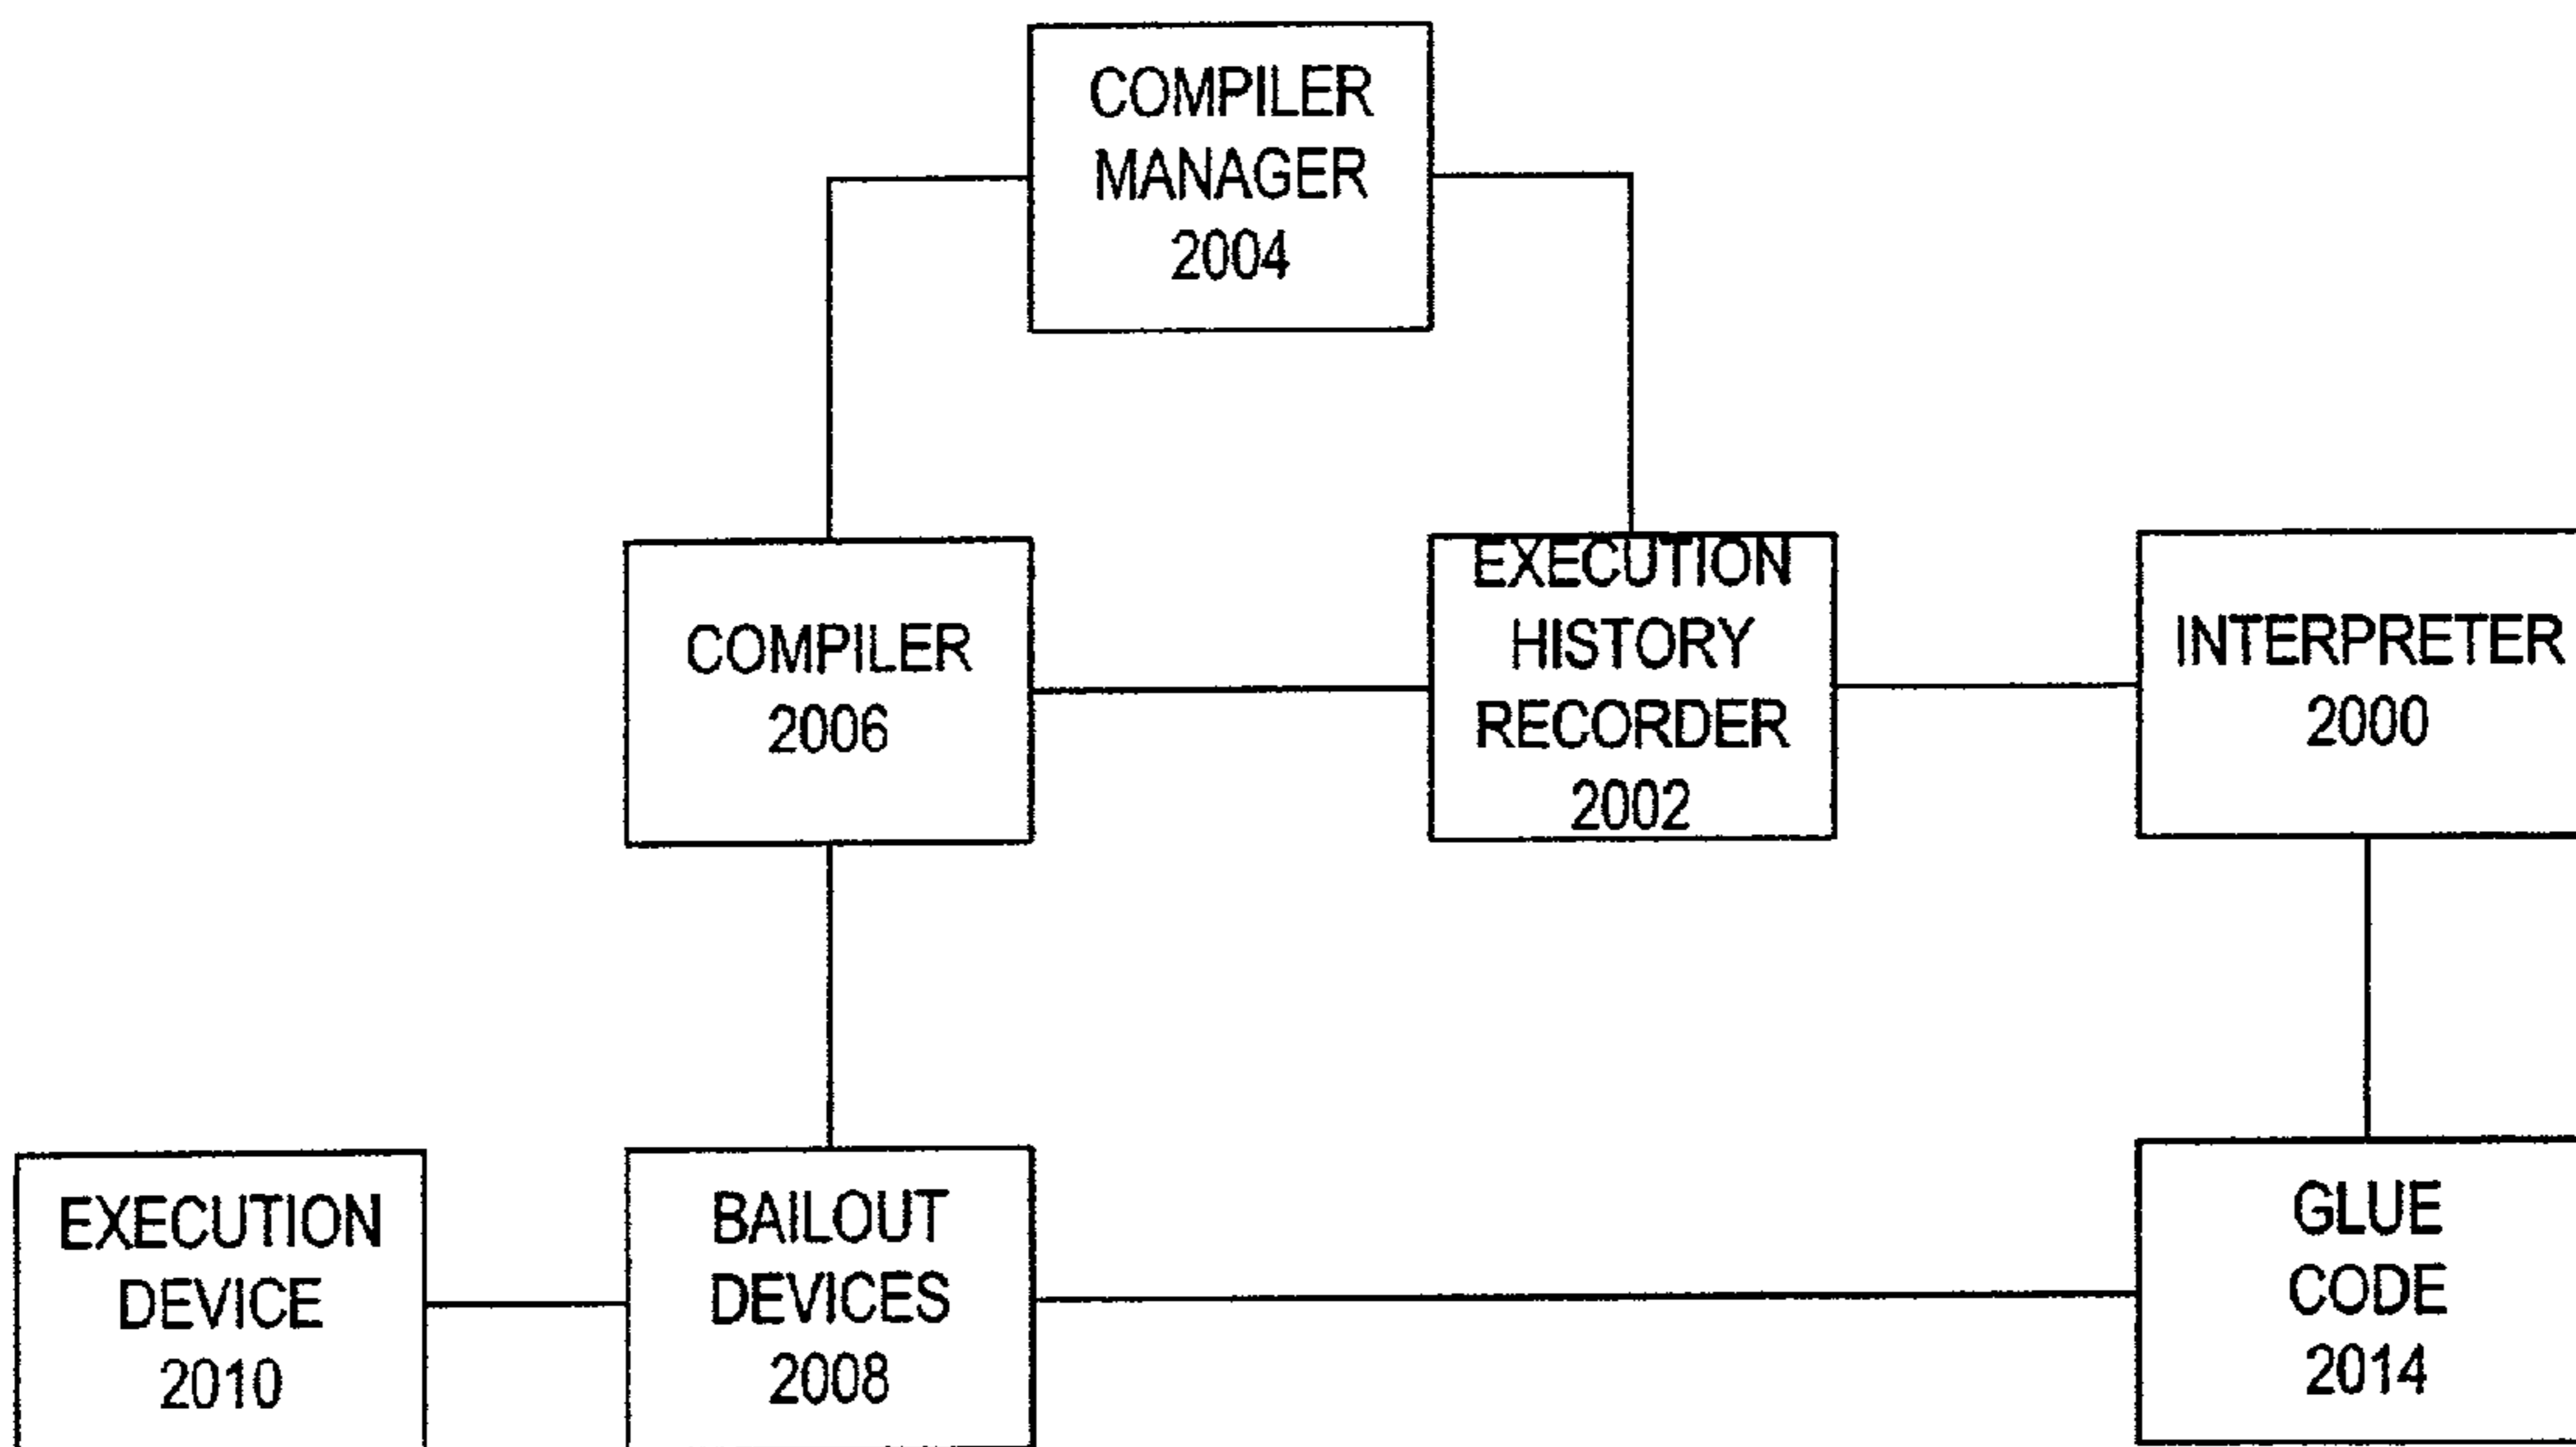 COMPILER
MANAGER
2004
COMPILER
2006
EXECUTION
HISTORY
RECORDER
2002
INTERPRETER
2000
EXECUTION
DEVICE
2010
BAILOUT
DEVICES
2008
GLUE
CODE
2014